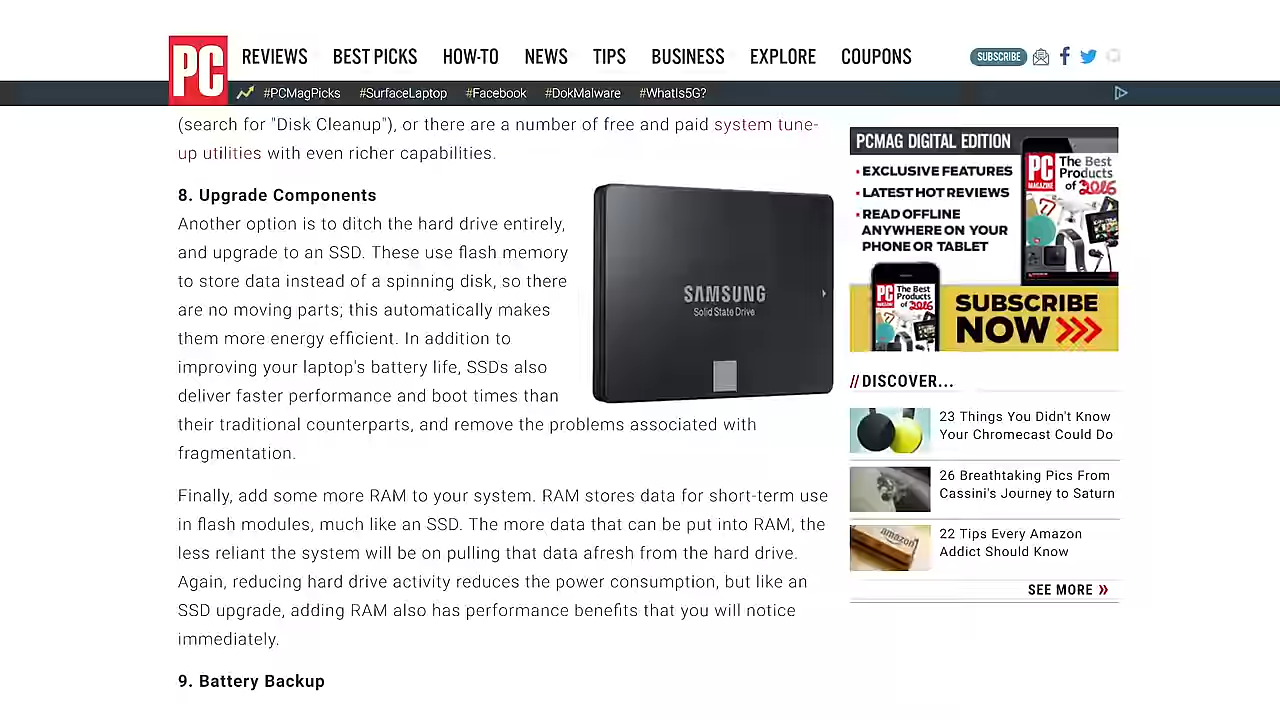 PC
REVIEWS BEST PICKS HOW-TO NEWS TIPS BUSINESS EXPLORE COUPONS
SUBSCRIBE
#PCMagPicks #SurfaceLaptop #Facebook #DokMalware #WhatIs5G?
(search for "Disk Cleanup"), or there are a number of free and paid system tune-
up utilities with even richer capabilities.
8. Upgrade Components
Another option is to ditch the hard drive entirely,
and upgrade to an SSD. These use flash memory
to store data instead of a spinning disk, so there
are no moving parts; this automatically makes
them more energy efficient. In addition to
improving your laptop's battery life, SSDs also
deliver faster performance and boot times than
their traditional counterparts, and remove the problems associated with
fragmentation.
SAMSUNG
Solid State Drive
Finally, add some more RAM to your system. RAM stores data for short-term use
in flash modules, much like an SSD. The more data that can be put into RAM, the
less reliant the system will be on pulling that data afresh from the hard drive.
Again, reducing hard drive activity reduces the power consumption, but like an
SSD upgrade, adding RAM also has performance benefits that you will notice
immediately.
9. Battery Backup
PCMAG DIGITAL EDITION
EXCLUSIVE FEATURES
LATEST HOT REVIEWS
READ OFFLINE
ANYWHERE ON YOUR
PHONE OR TABLET
PC
MAGAZINE
The Best
Products
of 2016
PC
The Best
Products
of 2016
SUBSCRIBE
NOW
//DISCOVER...
23 Things You Didn't Know
Your Chromecast Could Do
26 Breathtaking Pics From
Cassini's Journey to Saturn
amazon
22 Tips Every Amazon
Addict Should Know
SEE MORE